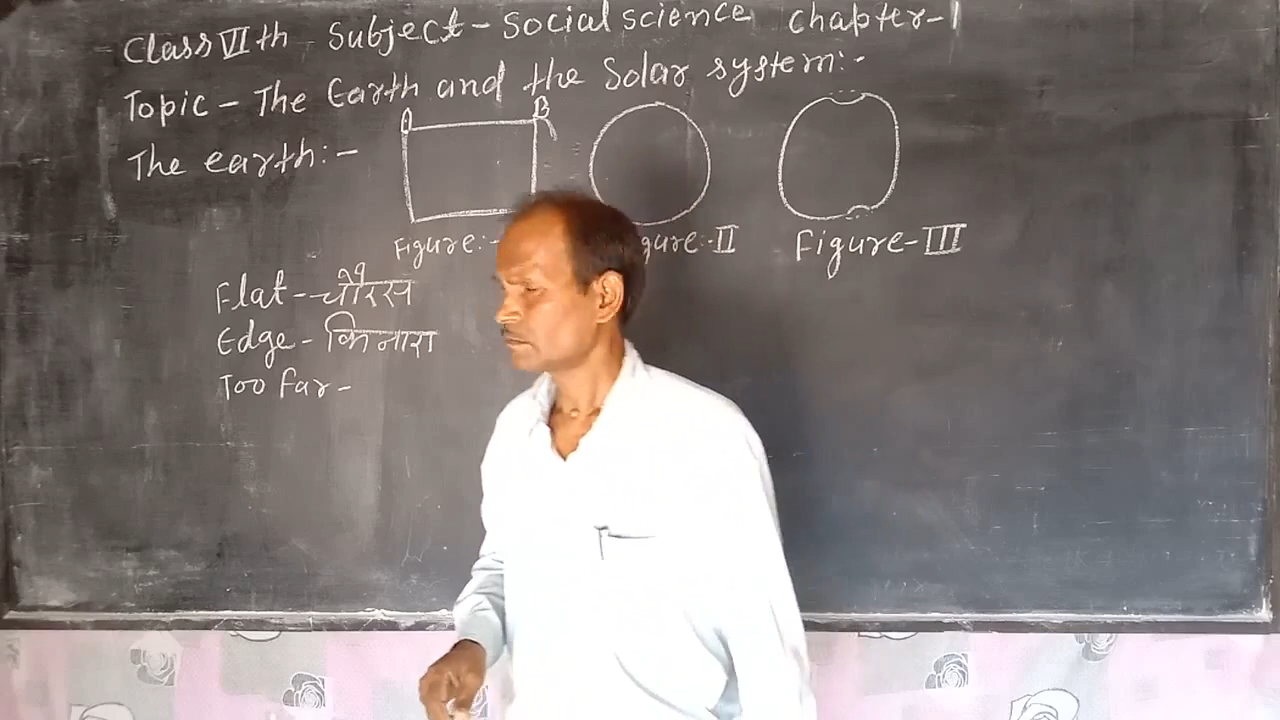 Class VI th Subject - Social science Chapter - 1
Topic - The Earth and the Solar system :-
The earth :-
A B
Figure :- gure :- II Figure - III
Flat - चौरस
Edge - किनारा
Too far -